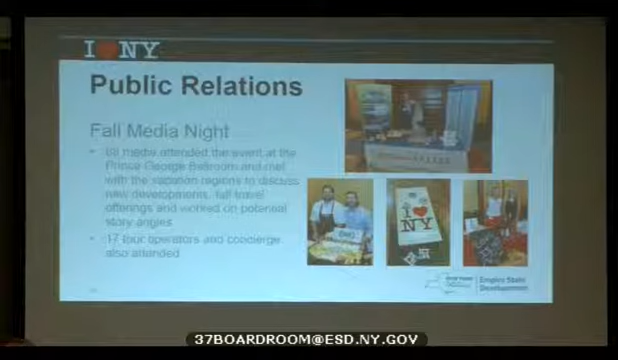 I ❤ NY
Public Relations
Fall Media Night
• media attended the event at the
Prince George Ballroom and met
with the vacation regions to discuss
new developments, fall travel
offerings and worked on potential
story angles
• 17 tour operators and concierge
also attended
I ❤
NY
Empire State
Development
37BOARDROOM@ESD.NY.GOV